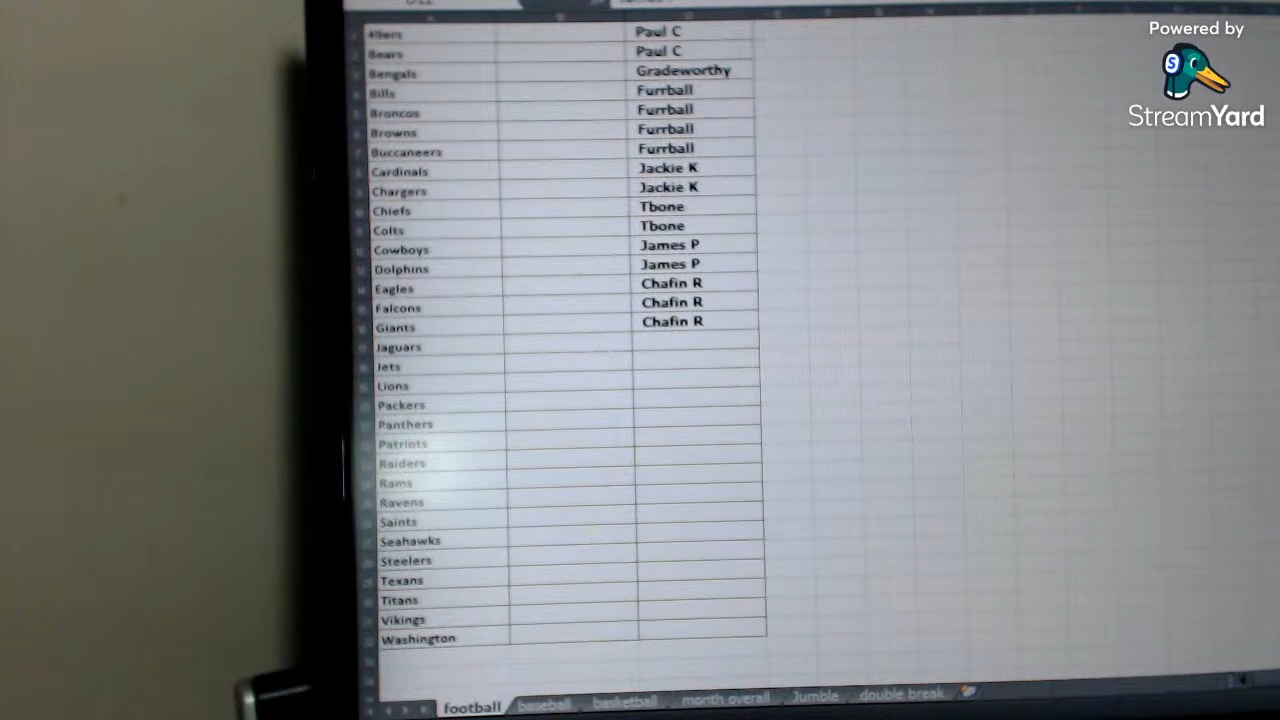 Powered by
StreamYard
49ers Paul C
Bears Paul C
Bengals Gradeworthy
Bills Furrball
Broncos Furrball
Browns Furrball
Buccaneers Furrball
Cardinals Jackie K
Chargers Jackie K
Chiefs Tbone
Colts Tbone
Cowboys James P
Dolphins James P
Eagles Chafin R
Falcons Chafin R
Giants Chafin R
Jaguars
Jets
Lions
Packers
Panthers
Patriots
Raiders
Rams
Ravens
Saints
Seahawks
Steelers
Texans
Titans
Vikings
Washington
football baseball basketball month overall Jumble double break